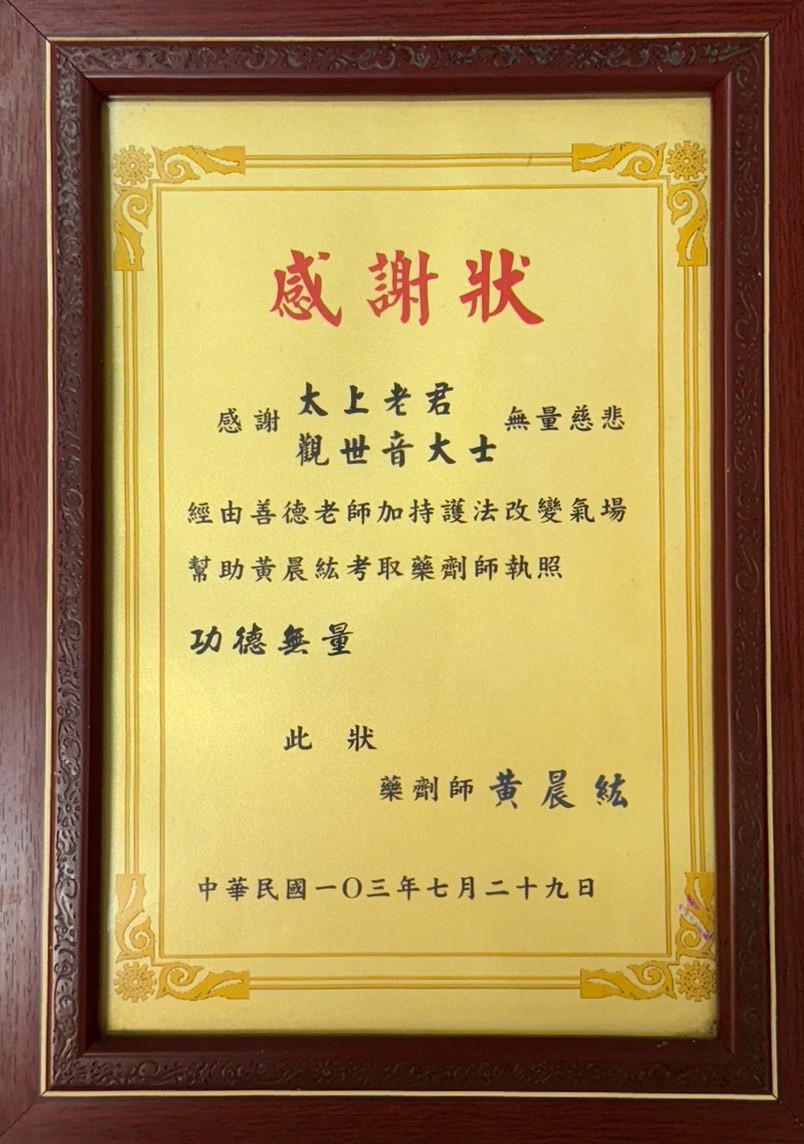 感謝狀
感謝 太上老君 觀世音大士 無量慈悲
經由善德老師加持護法改變氣場
幫助黃晨紘考取藥劑師執照
功德無量
此狀
藥劑師 黃晨紘
中華民國一〇三年七月二十九日